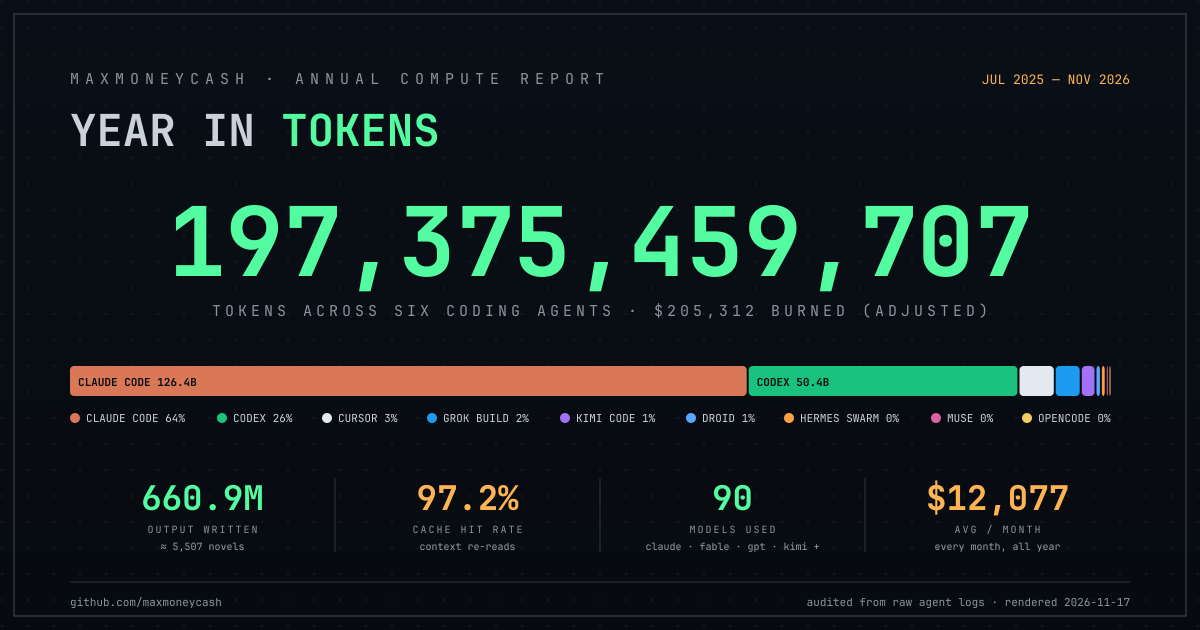 MAXMONEYCASH · ANNUAL COMPUTE REPORT
JUL 2025 — NOV 2026
YEAR IN TOKENS
197,375,459,707
TOKENS ACROSS SIX CODING AGENTS · $205,312 BURNED (ADJUSTED)
CLAUDE CODE 126.4B CODEX 50.4B
CLAUDE CODE 64% CODEX 26% CURSOR 3% GROK BUILD 2% KIMI CODE 1% DROID 1% HERMES SWARM 0% MUSE 0% OPENCODE 0%
660.9M 97.2% 90 $12,077
OUTPUT WRITTEN CACHE HIT RATE MODELS USED AVG / MONTH
≈ 5,507 novels context re-reads claude · fable · gpt · kimi + every month, all year
github.com/maxmoneycash audited from raw agent logs · rendered 2026-11-17